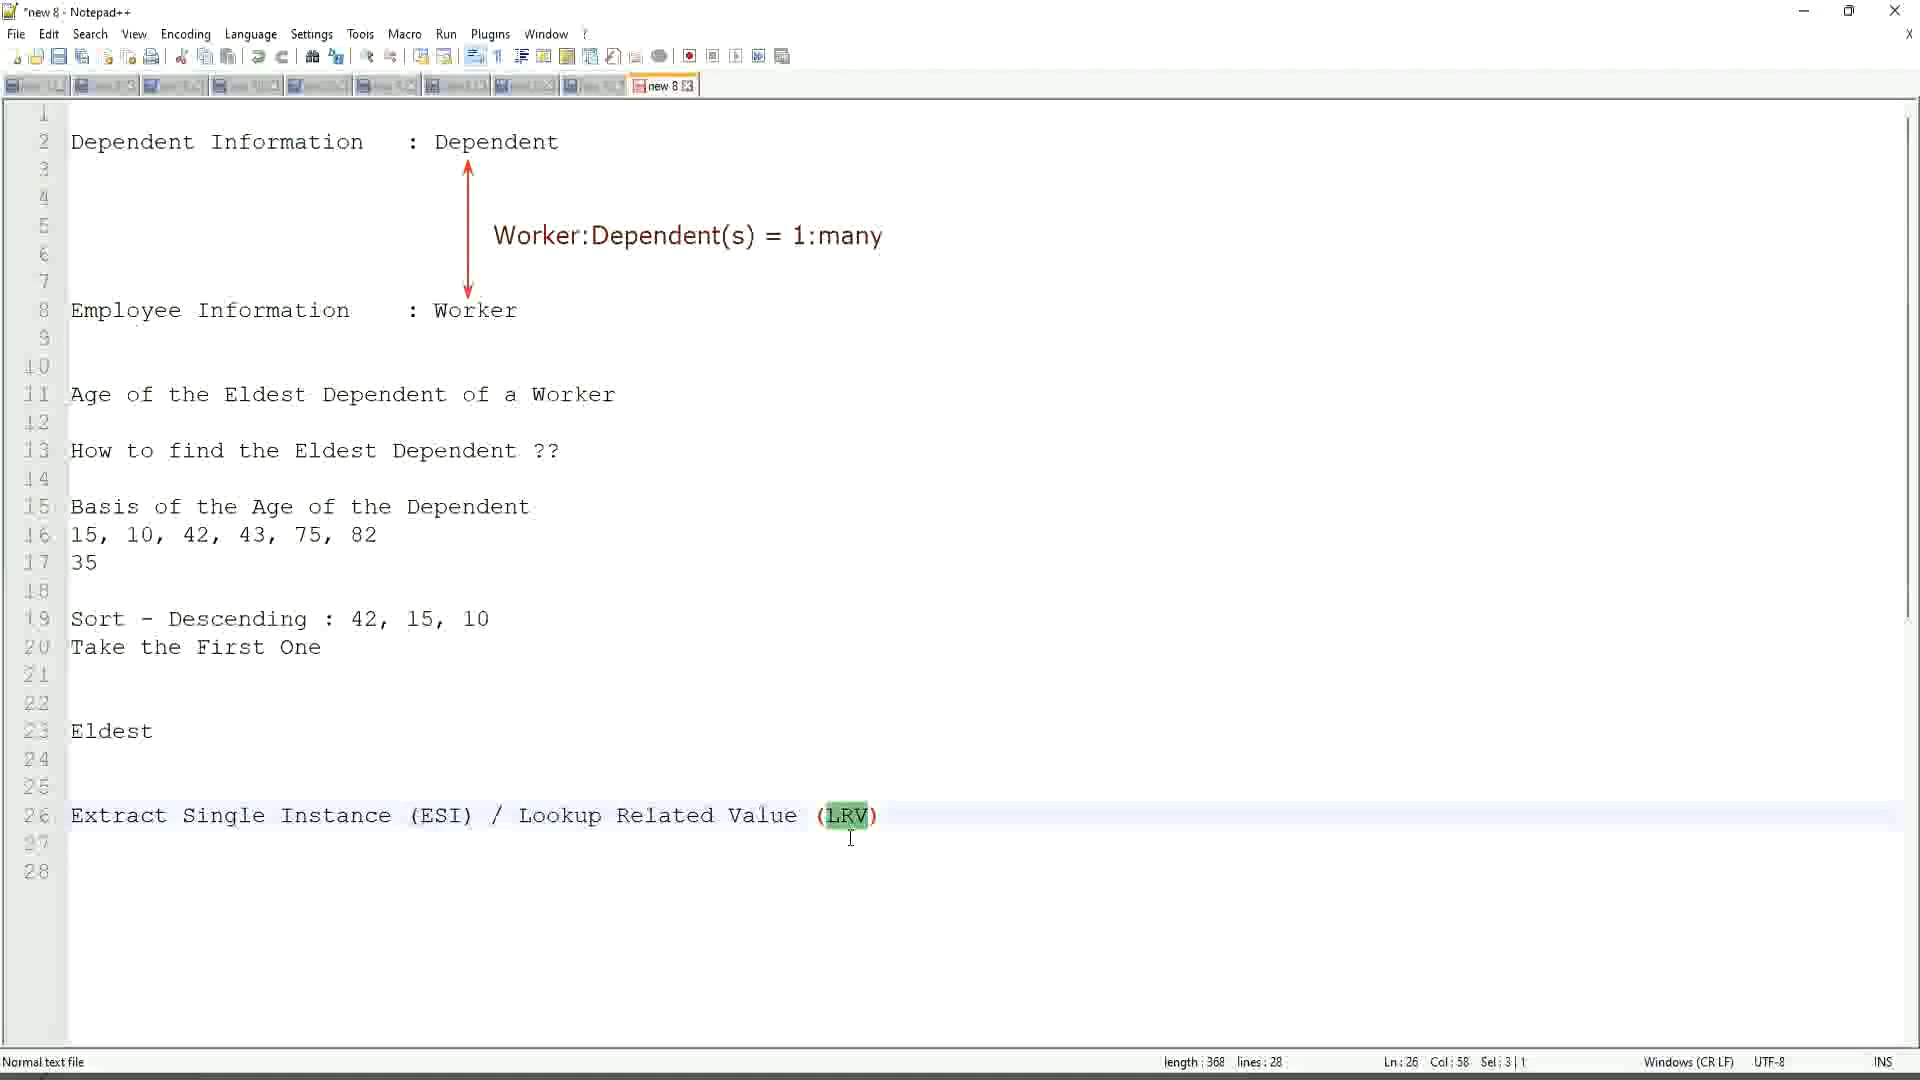 *new 8 - Notepad++
File Edit Search View Encoding Language Settings Tools Macro Run Plugins Window ? X
new 8
1
2 Dependent Information : Dependent
3
4
5 Worker:Dependent(s) = 1:many
6
7
8 Employee Information : Worker
9
10
11 Age of the Eldest Dependent of a Worker
12
13 How to find the Eldest Dependent ??
14
15 Basis of the Age of the Dependent
16 15, 10, 42, 43, 75, 82
17 35
18
19 Sort - Descending : 42, 15, 10
20 Take the First One
21
22
23 Eldest
24
25
26 Extract Single Instance (ESI) / Lookup Related Value (LRV)
27
28
Normal text file length : 368 lines : 28 Ln : 26 Col : 58 Sel : 3 | 1 Windows (CR LF) UTF-8 INS